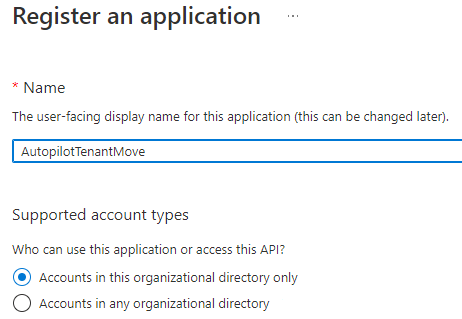 Register an application ...
* Name
The user-facing display name for this application (this can be changed later).
AutopilotTenantMove
Supported account types
Who can use this application or access this API?
Accounts in this organizational directory only
Accounts in any organizational directory